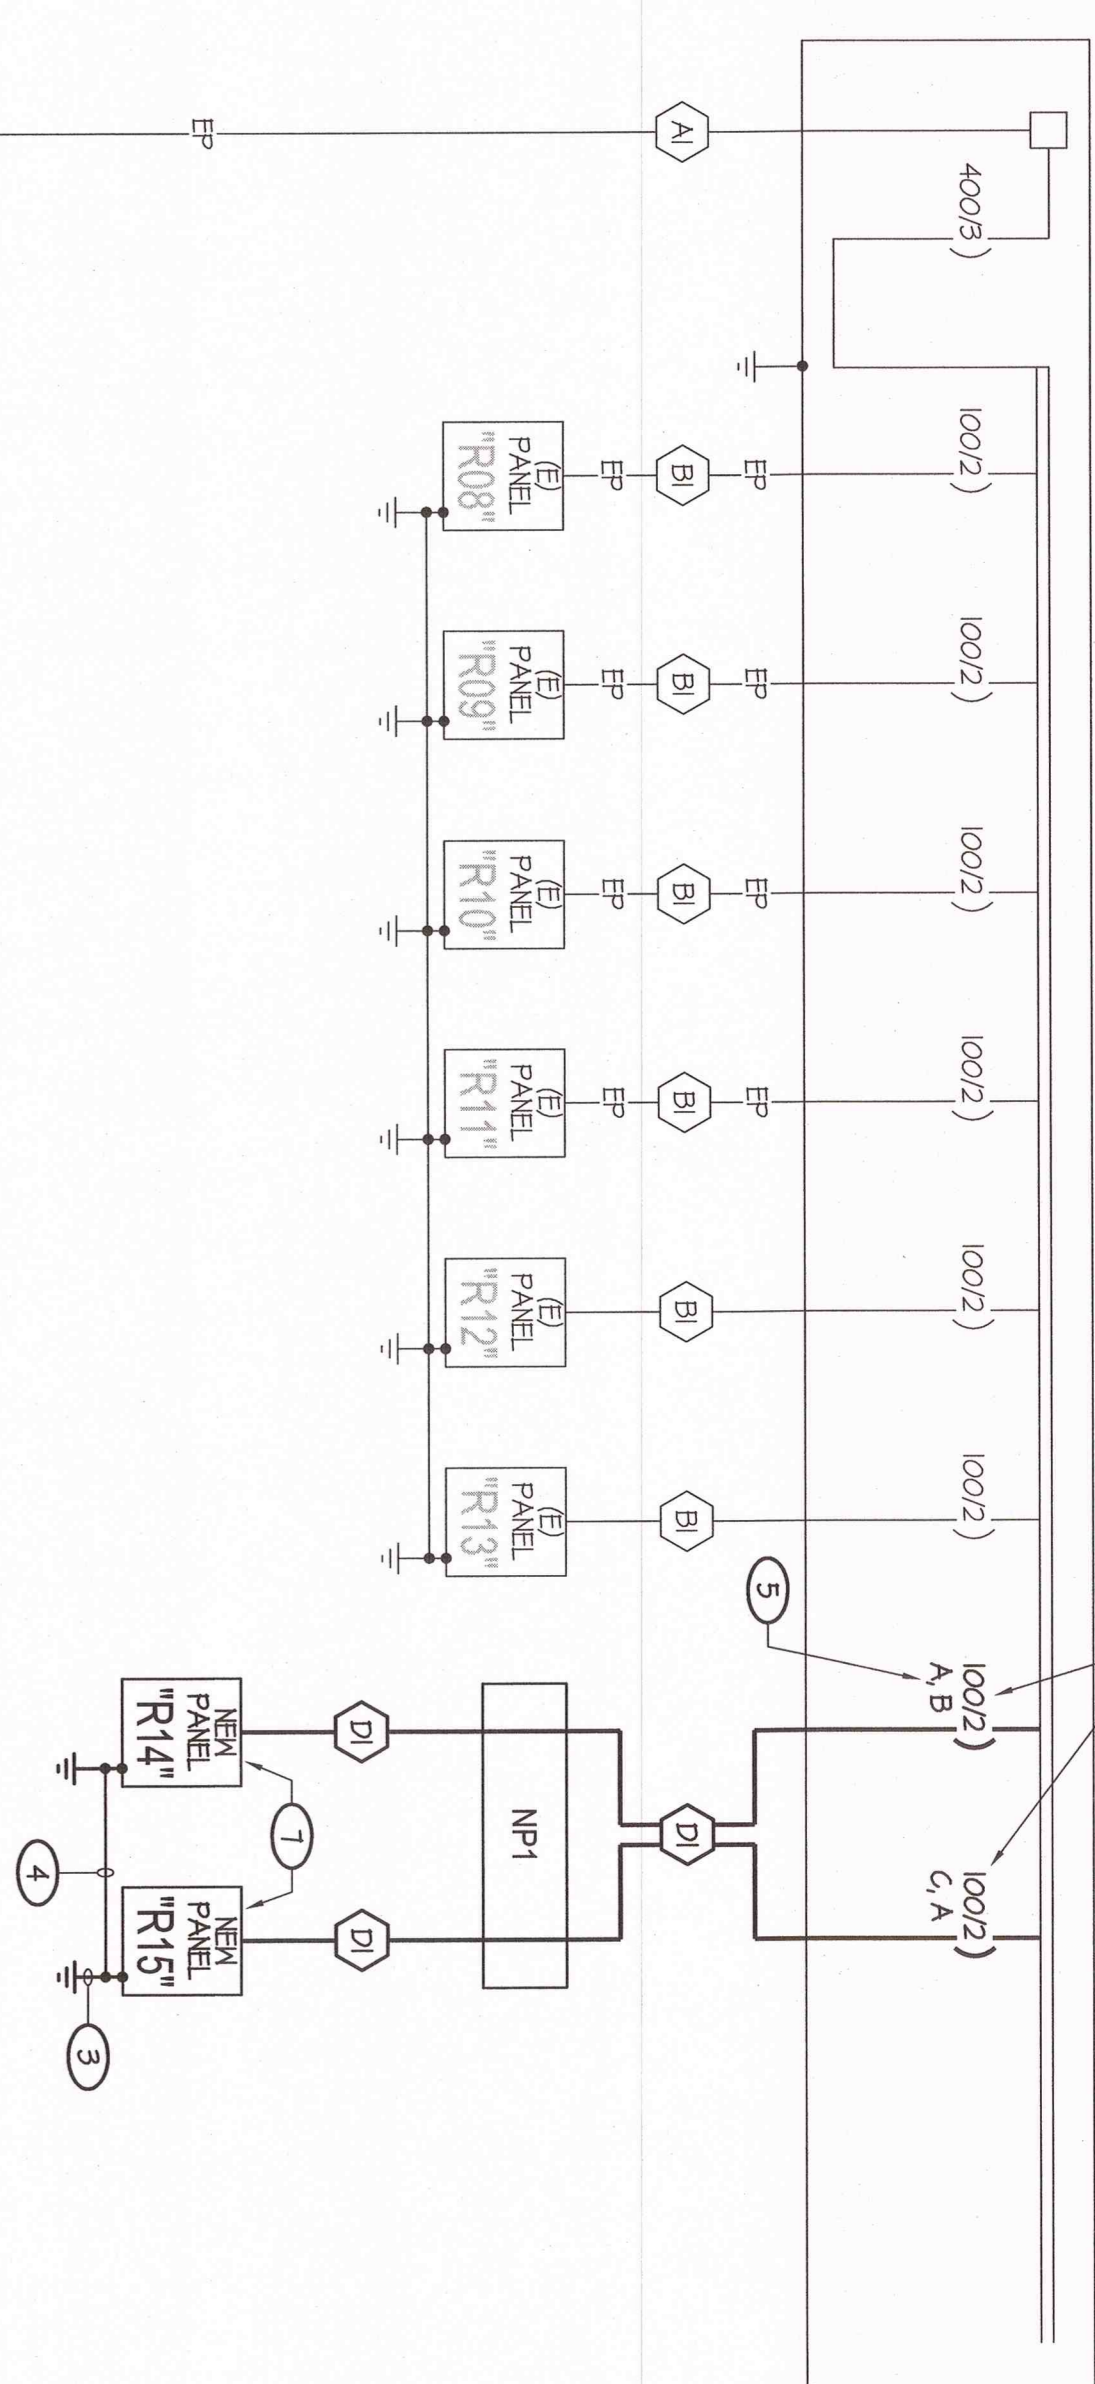 400/3
100/2
100/2
100/2
100/2
100/2
100/2
100/2
A, B
100/2
C, A
5
A1
EP
EP
EP
EP
EP
B1
B1
B1
B1
B1
B1
D1
EP
EP
EP
EP
(E)
PANEL
"R08"
(E)
PANEL
"R09"
(E)
PANEL
"R10"
(E)
PANEL
"R11"
(E)
PANEL
"R12"
(E)
PANEL
"R13"
NP1
D1
D1
7
NEW
PANEL
"R14"
NEW
PANEL
"R15"
4
3